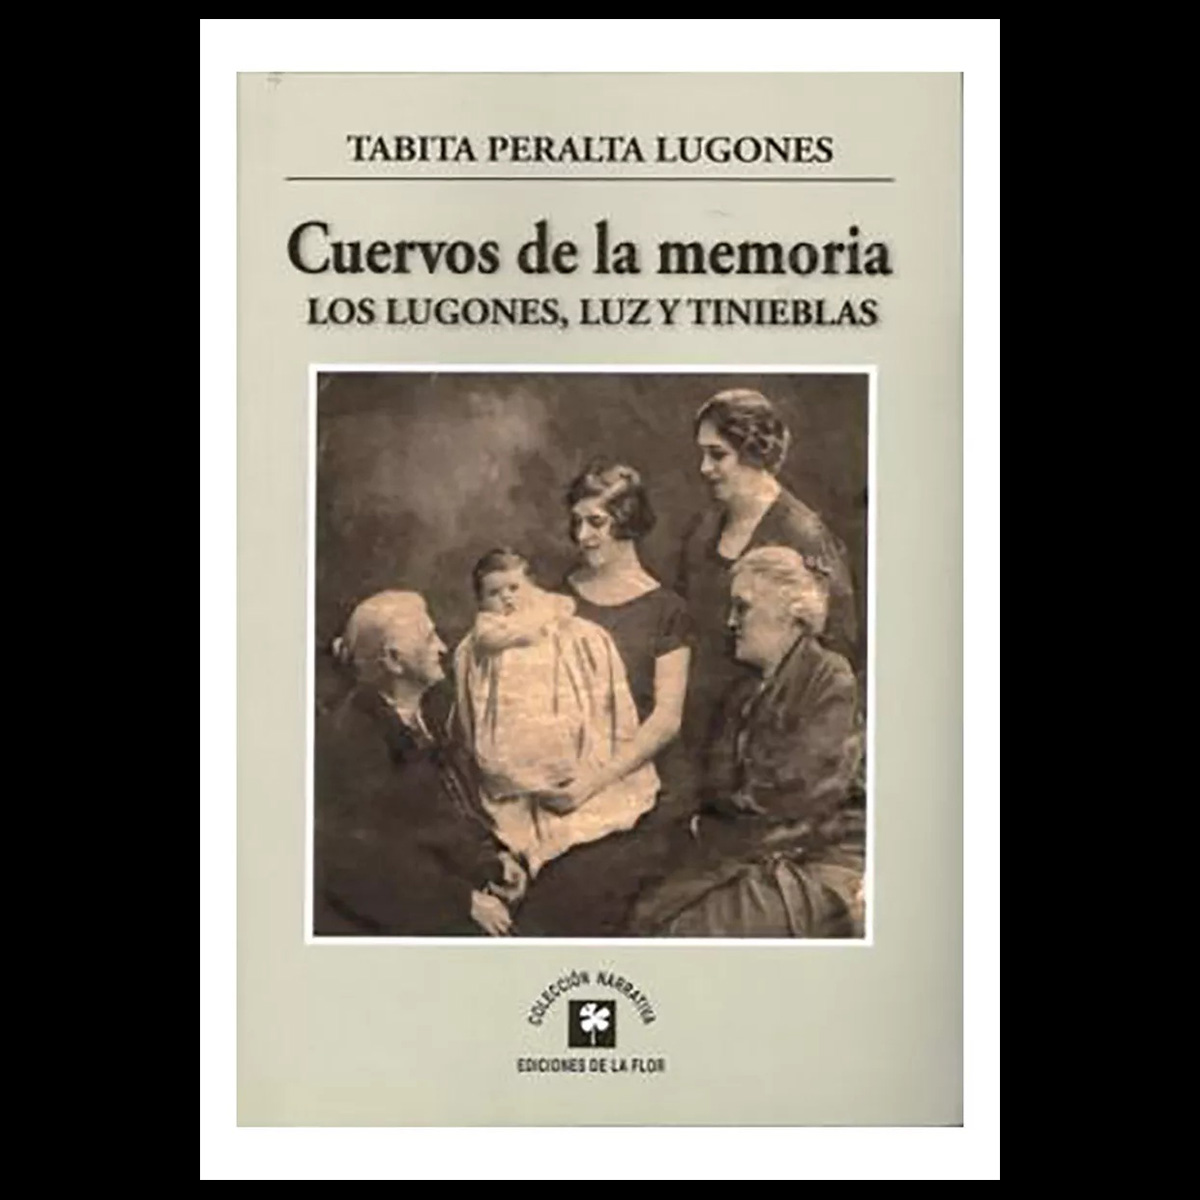 TABITA PERALTA LUGONES
Cuervos de la memoria
LOS LUGONES, LUZ Y TINIEBLAS
COLECCIÓN NARRATIVA
EDICIONES DE LA FLOR